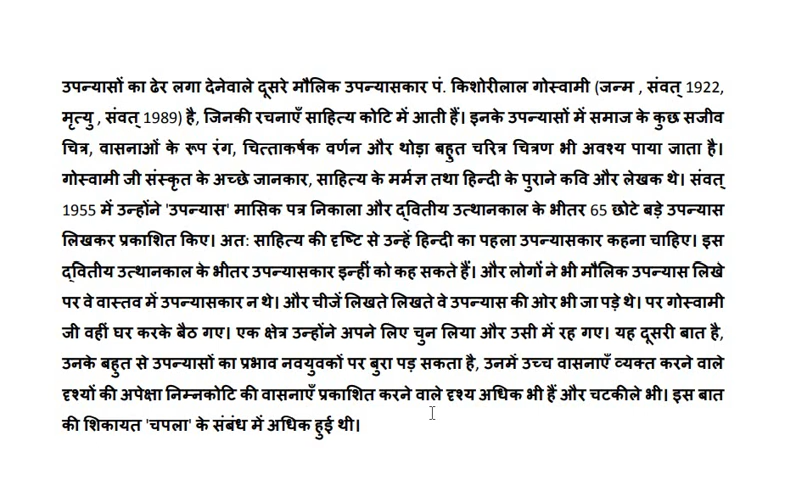 उपन्यासों का ढेर लगा देनेवाले दूसरे मौलिक उपन्यासकार पं. किशोरीलाल गोस्वामी (जन्म , संवत् 1922,
मृत्यु , संवत् 1989) है, जिनकी रचनाएँ साहित्य कोटि में आती हैं। इनके उपन्यासों में समाज के कुछ सजीव
चित्र, वासनाओं के रूप रंग, चित्ताकर्षक वर्णन और थोड़ा बहुत चरित्र चित्रण भी अवश्य पाया जाता है।
गोस्वामी जी संस्कृत के अच्छे जानकार, साहित्य के मर्मज्ञ तथा हिन्दी के पुराने कवि और लेखक थे। संवत्
1955 में उन्होंने 'उपन्यास' मासिक पत्र निकाला और द्वितीय उत्थानकाल के भीतर 65 छोटे बड़े उपन्यास
लिखकर प्रकाशित किए। अत: साहित्य की दृष्टि से उन्हें हिन्दी का पहला उपन्यासकार कहना चाहिए। इस
द्वितीय उत्थानकाल के भीतर उपन्यासकार इन्हीं को कह सकते हैं। और लोगों ने भी मौलिक उपन्यास लिखे
पर वे वास्तव में उपन्यासकार न थे। और चीजें लिखते लिखते वे उपन्यास की ओर भी जा पड़े थे। पर गोस्वामी
जी वहीं घर करके बैठ गए। एक क्षेत्र उन्होंने अपने लिए चुन लिया और उसी में रह गए। यह दूसरी बात है,
उनके बहुत से उपन्यासों का प्रभाव नवयुवकों पर बुरा पड़ सकता है, उनमें उच्च वासनाएँ व्यक्त करने वाले
दृश्यों की अपेक्षा निम्नकोटि की वासनाएँ प्रकाशित करने वाले दृश्य अधिक भी हैं और चटकीले भी। इस बात
की शिकायत 'चपला' के संबंध में अधिक हुई थी।